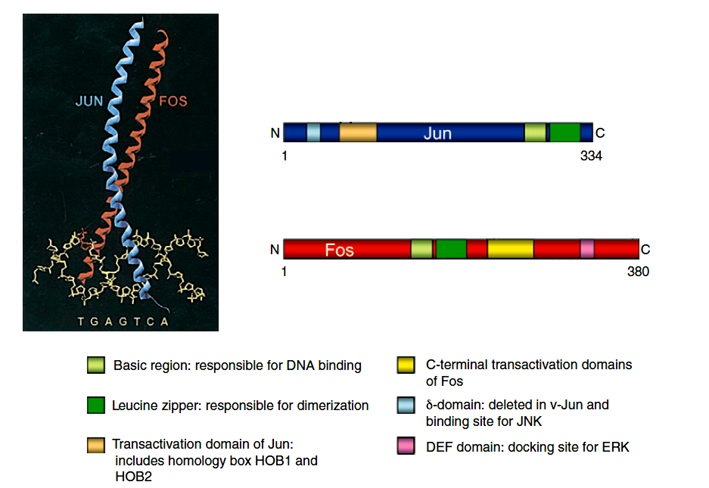 JUN
FOS
TGAGTCA
N
Jun
C
1
334
N
Fos
C
1
380
Basic region: responsible for DNA binding
Leucine zipper: responsible for dimerization
Transactivation domain of Jun:
includes homology box HOB1 and
HOB2
C-terminal transactivation domains
of Fos
δ-domain: deleted in v-Jun and
binding site for JNK
DEF domain: docking site for ERK